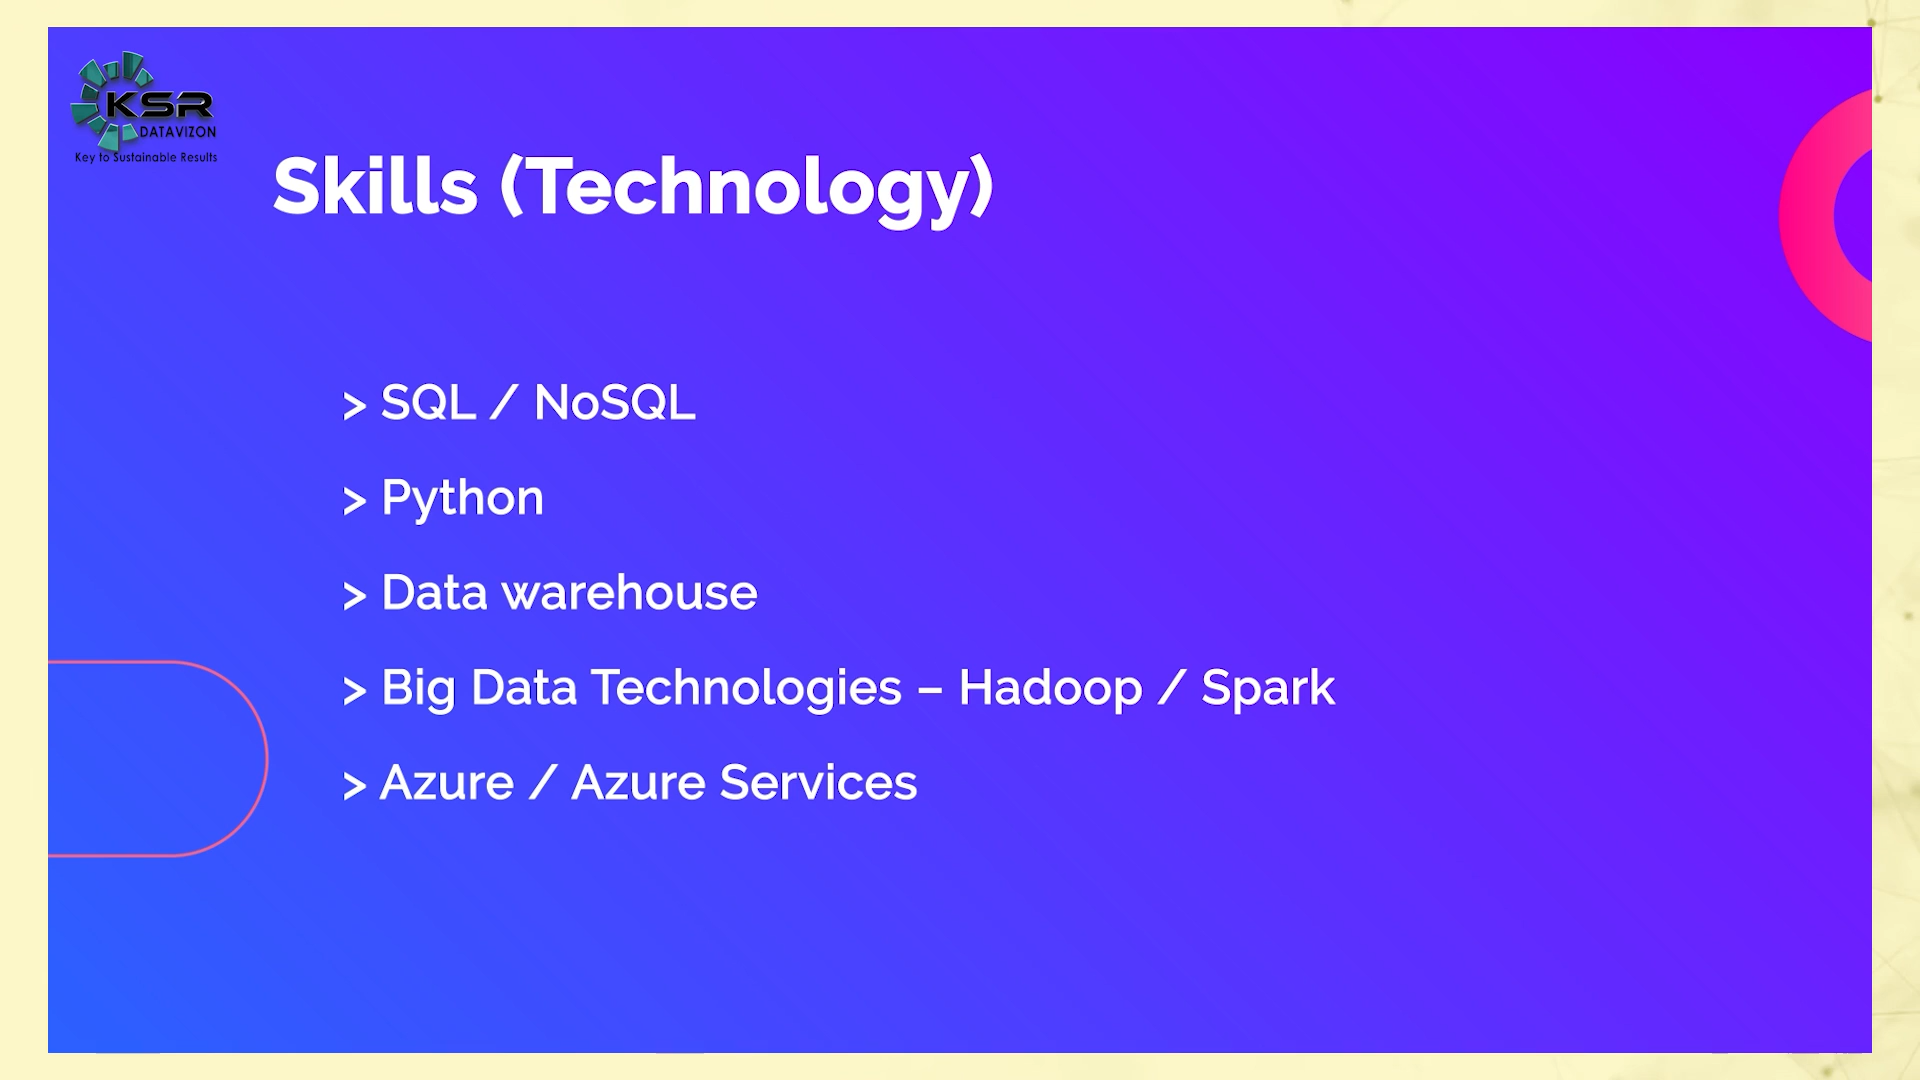 KSR
DATAVIZON
Key to Sustainable Results
Skills (Technology)
> SQL / NoSQL
> Python
> Data warehouse
> Big Data Technologies – Hadoop / Spark
> Azure / Azure Services